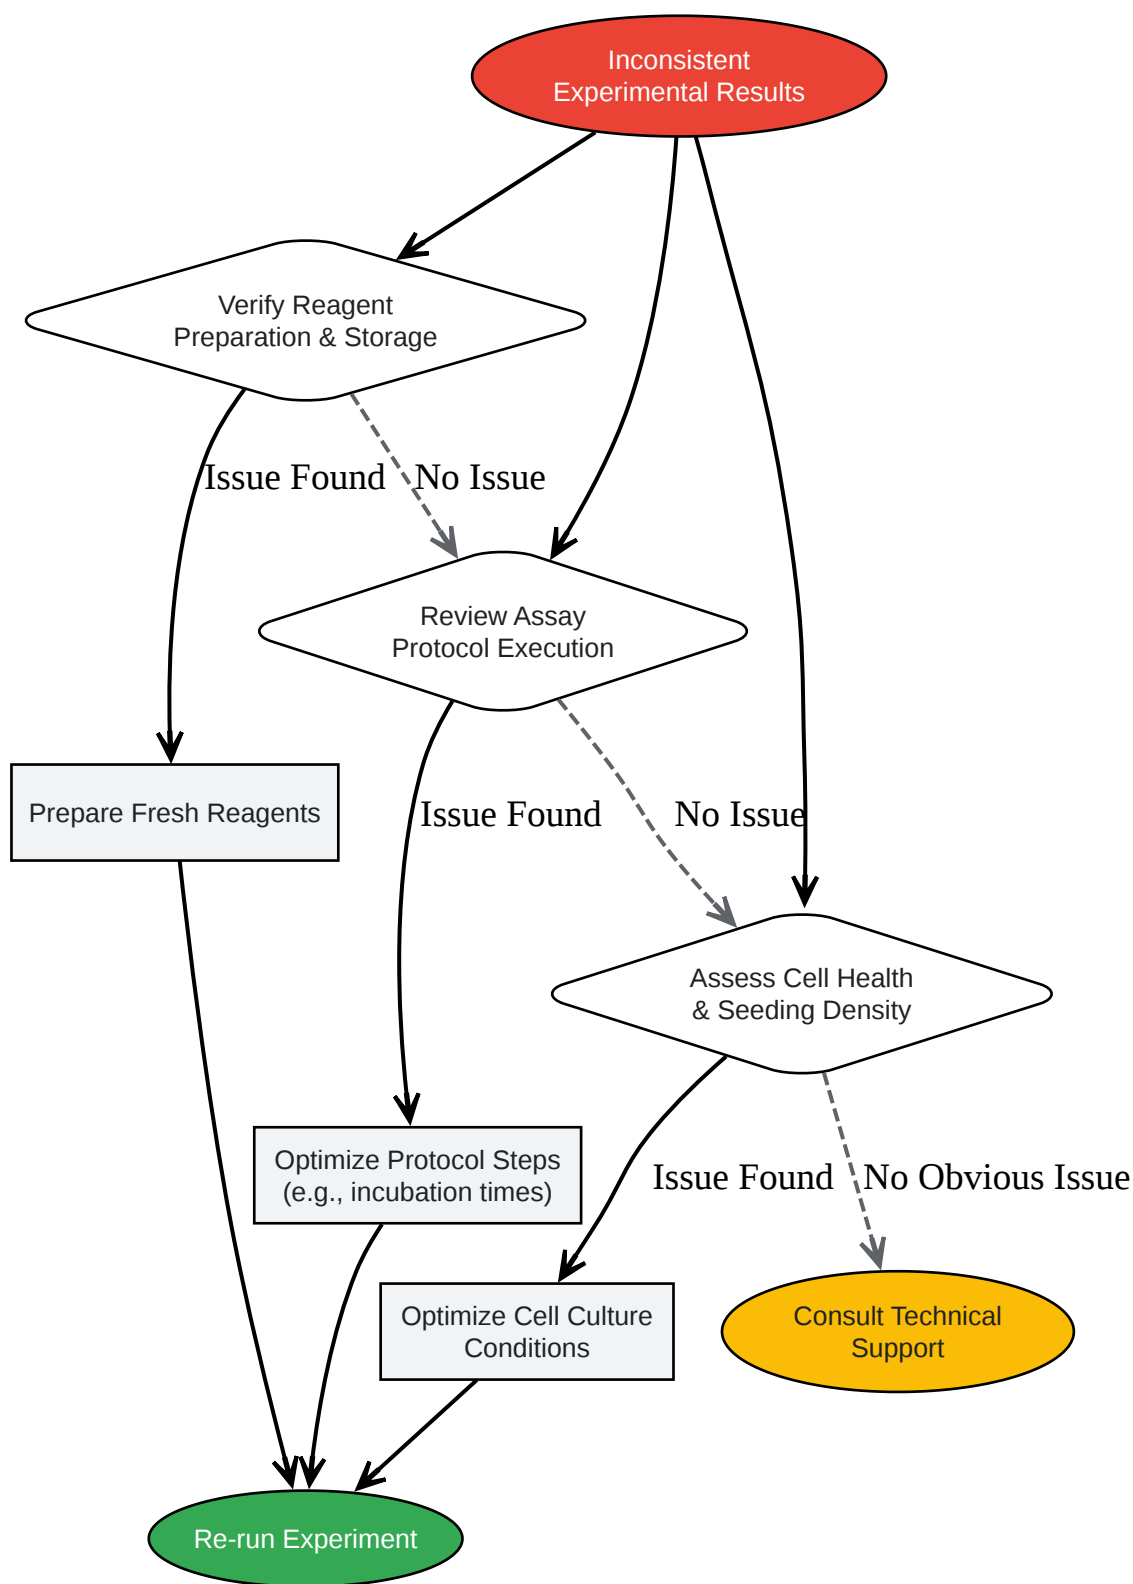 Inconsistent
Experimental Results
Verify Reagent
Preparation & Storage
Issue Found
No Issue
Review Assay
Protocol Execution
Prepare Fresh Reagents
Issue Found
No Issue
Assess Cell Health
& Seeding Density
Optimize Protocol Steps
(e.g., incubation times)
Issue Found
No Obvious Issue
Optimize Cell Culture
Conditions
Consult Technical
Support
Re-run Experiment